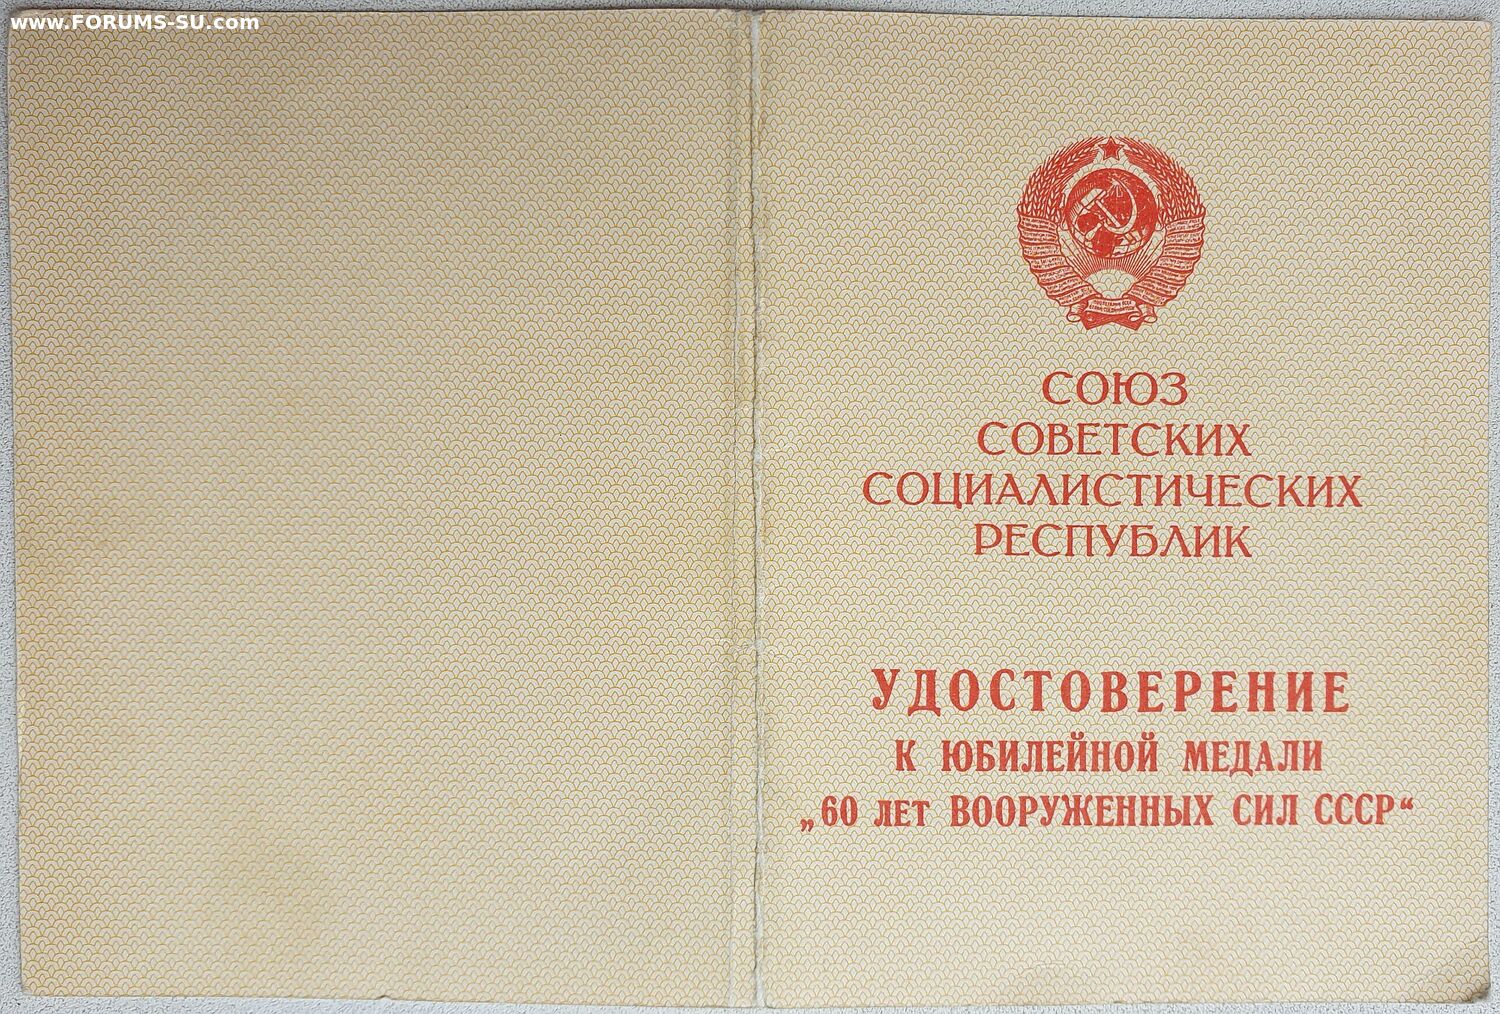 www.FORUMS-SU.com
СОЮЗ
СОВЕТСКИХ
СОЦИАЛИСТИЧЕСКИХ
РЕСПУБЛИК
УДОСТОВЕРЕНИЕ
К ЮБИЛЕЙНОЙ МЕДАЛИ
„60 ЛЕТ ВООРУЖЕННЫХ СИЛ СССР“